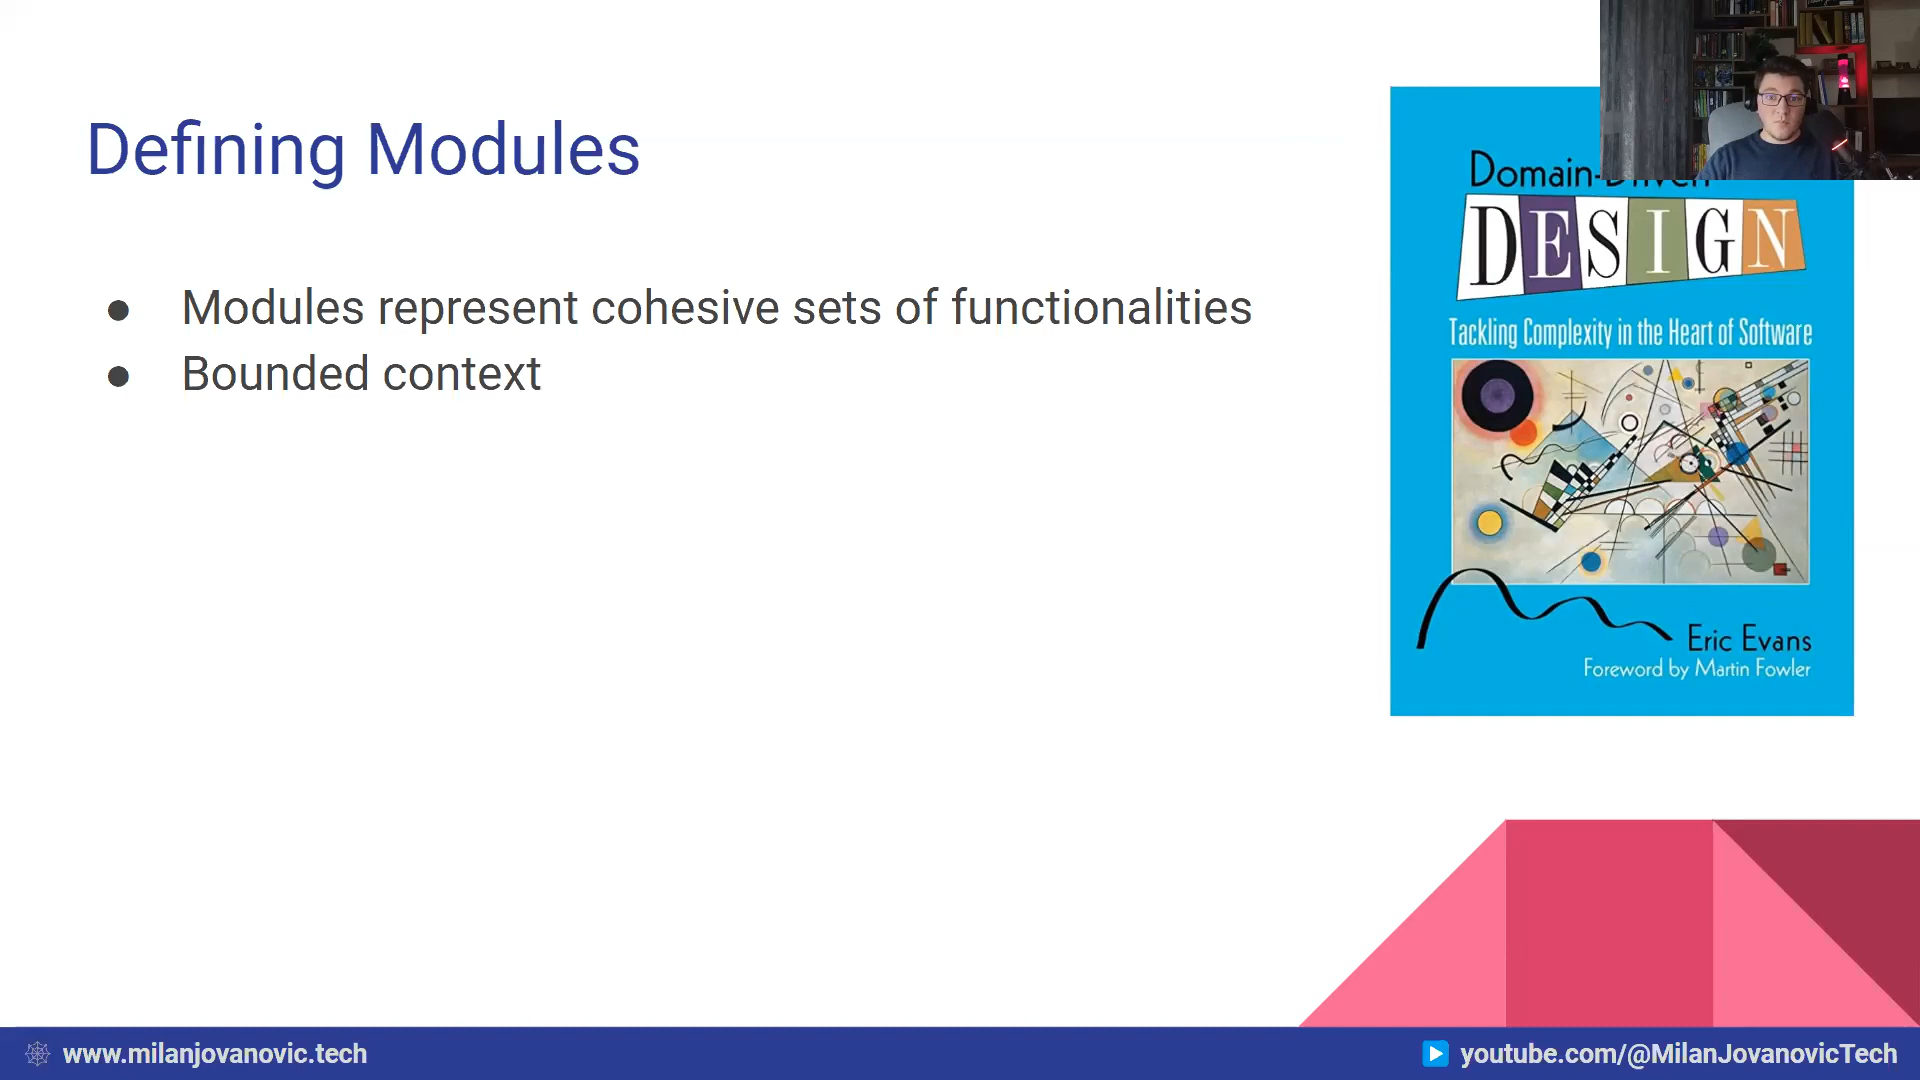 Defining Modules
● Modules represent cohesive sets of functionalities
● Bounded context
Domain-Driven
DESIGN
Tackling Complexity in the Heart of Software
Eric Evans
Foreword by Martin Fowler
www.milanjovanovic.tech
youtube.com/@MilanJovanovicTech